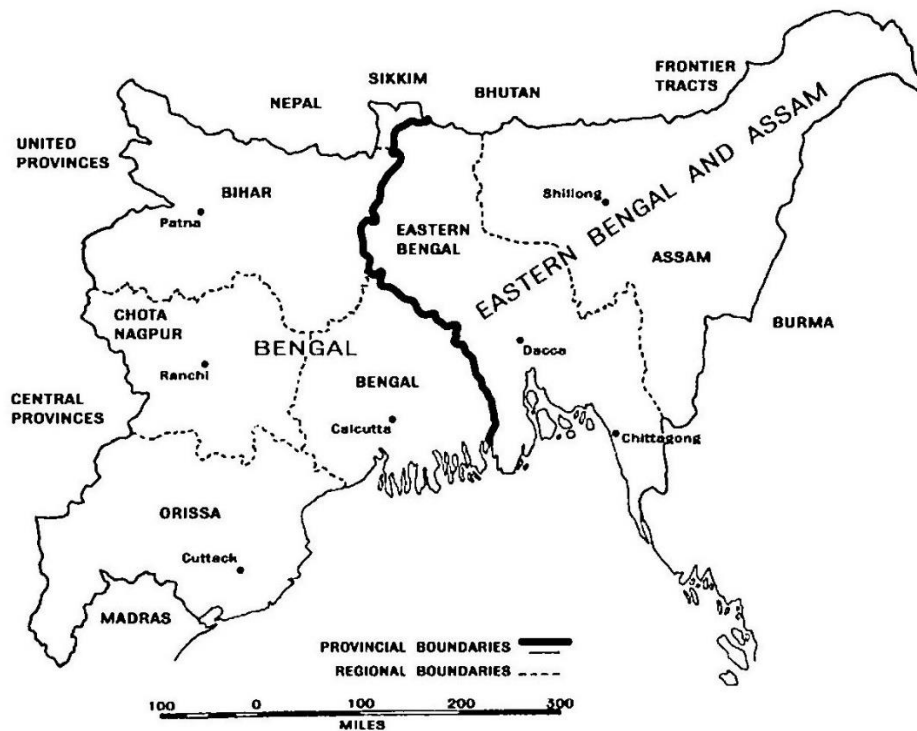 SIKKIM
NEPAL
BHUTAN
FRONTIER
TRACTS
UNITED
PROVINCES
BIHAR
Patna
Shillong
EASTERN
BENGAL
EASTERN BENGAL AND ASSAM
ASSAM
CHOTA
NAGPUR
BENGAL
BURMA
Ranchi
Dacca
BENGAL
CENTRAL
PROVINCES
Calcutta
Chittagong
ORISSA
Cuttack
MADRAS
PROVINCIAL BOUNDARIES
REGIONAL BOUNDARIES
100 0 100 200 300
MILES